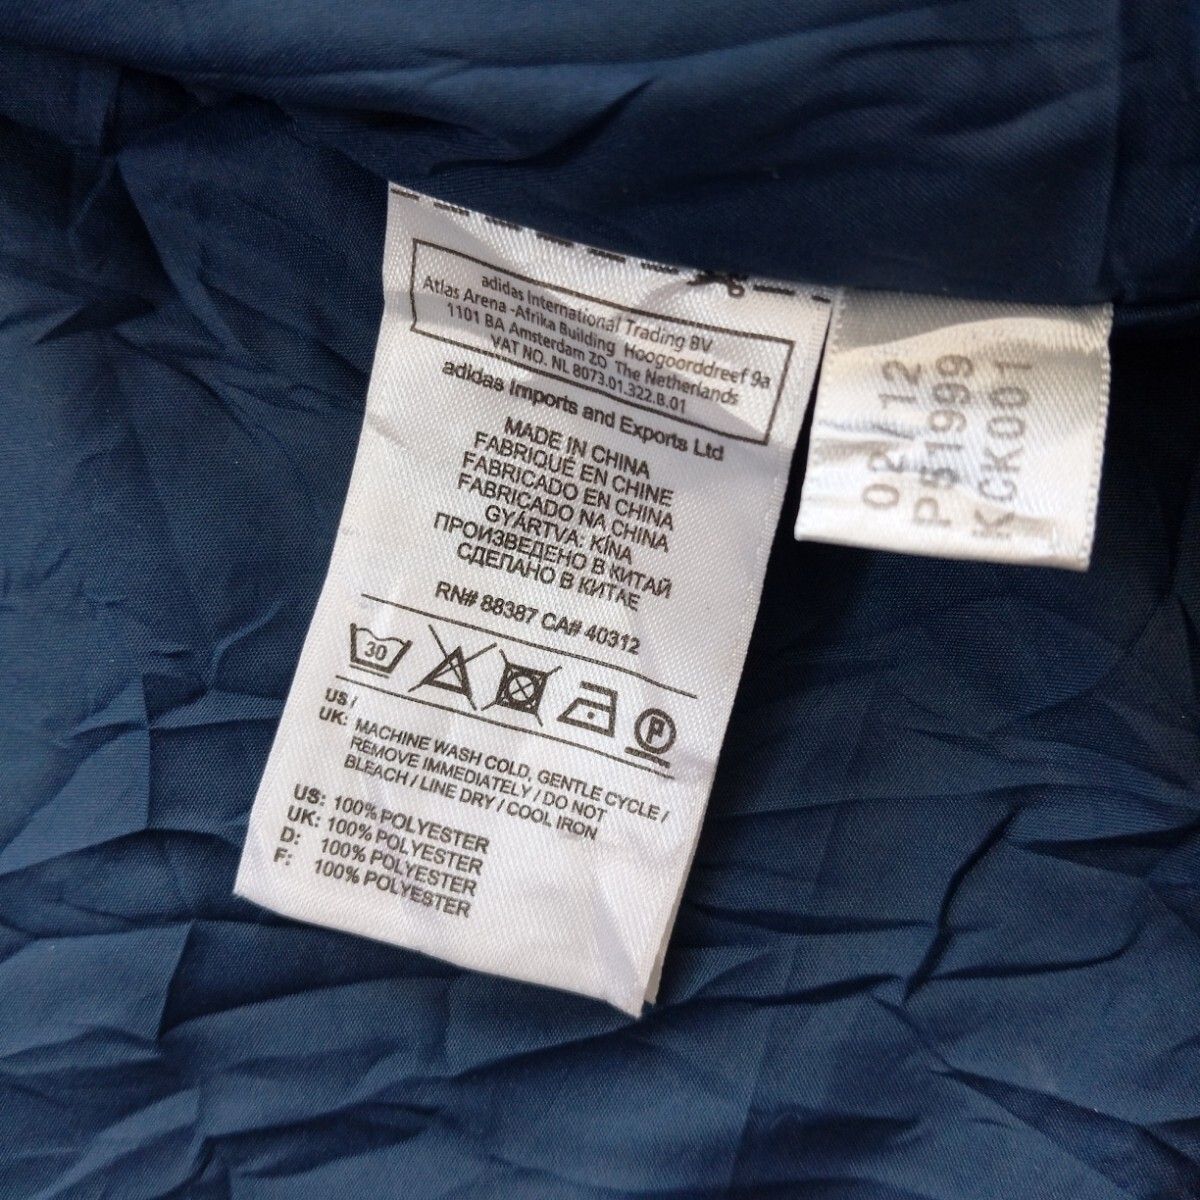 adidas International Trading BV
Atlas Arena -Afrika Building Hoogoorddreef 9a
1101 BA Amsterdam ZO The Netherlands
VAT NO. NL 8073.01.322.B.01
adidas Imports and Exports Ltd
MADE IN CHINA
FABRIQUÉ EN CHINE
FABRICADO EN CHINA
FABRICADO NA CHINA
GYÁRTVA: KÍNA
ПРОИЗВЕДЕНО В КИТАЙ
СДЕЛАНО В КИТАЕ
RN# 88387 CA# 40312
30
P
US /
UK: MACHINE WASH COLD, GENTLE CYCLE /
REMOVE IMMEDIATELY / DO NOT
BLEACH / LINE DRY / COOL IRON
US: 100% POLYESTER
UK: 100% POLYESTER
D: 100% POLYESTER
F: 100% POLYESTER
02/12
P51999
KCK001